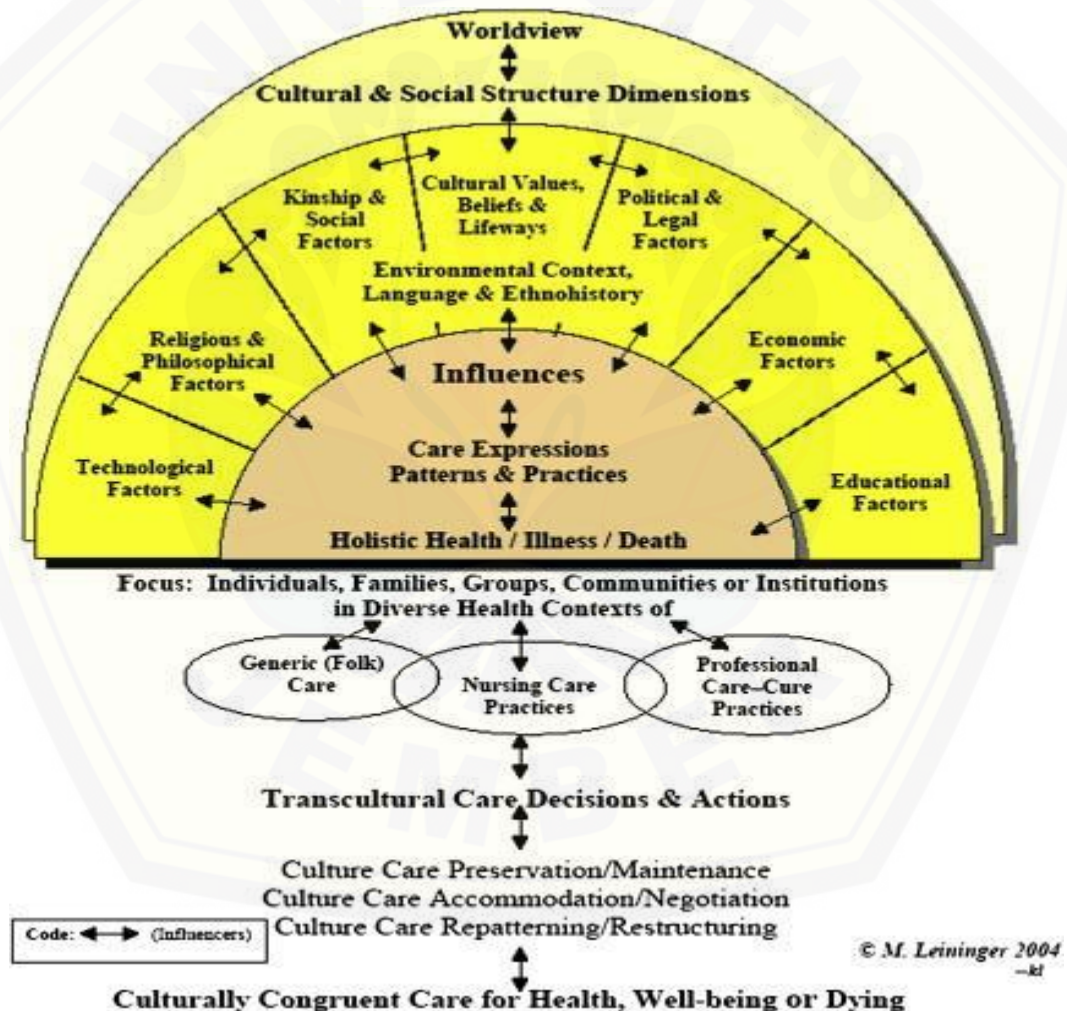 Worldview
Cultural & Social Structure Dimensions
Kinship &
Social
Factors
Cultural Values,
Beliefs &
Lifeways
Political &
Legal
Factors
Environmental Context,
Language & Ethnohistory
Religious &
Philosophical
Factors
Economic
Factors
Technological
Factors
Educational
Factors
Influences
Care Expressions
Patterns & Practices
Holistic Health / Illness / Death
Focus: Individuals, Families, Groups, Communities or Institutions
in Diverse Health Contexts of
Generic (Folk)
Care
Nursing Care
Practices
Professional
Care–Cure
Practices
Transcultural Care Decisions & Actions
Culture Care Preservation/Maintenance
Culture Care Accommodation/Negotiation
Culture Care Repatterning/Restructuring
Code: (Influencers)
© M. Leininger 2004
Culturally Congruent Care for Health, Well-being or Dying